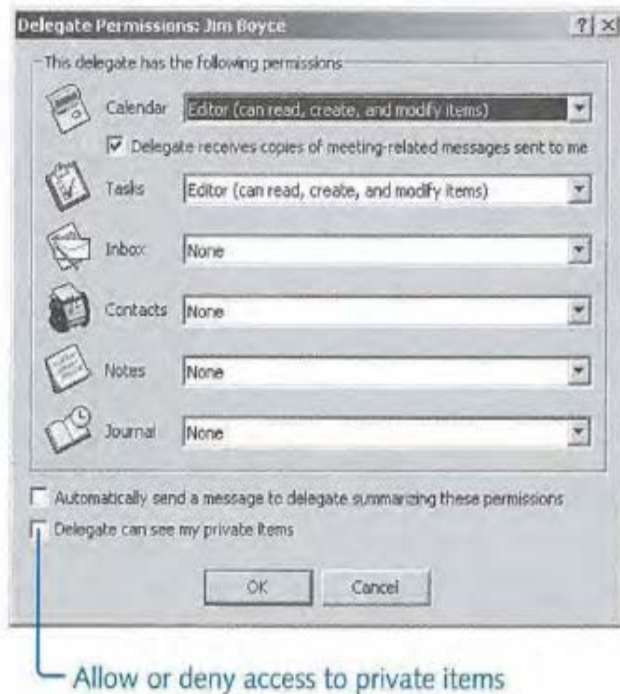 Delegate Permissions: Jim Boyce
This delegate has the following permissions
Calendar Editor (can read, create, and modify items)
Delegate receives copies of meeting-related messages sent to me
Tasks Editor (can read, create, and modify items)
Inbox None
Contacts None
Notes None
Journal None
Automatically send a message to delegate summarizing these permissions
Delegate can see my private items
OK Cancel
Allow or deny access to private items